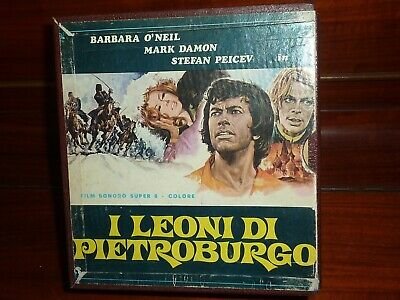 BARBARA O'NEIL
MARK DAMON
STEFAN PEICEV in
FILM SONORO SUPER 8 - COLORE
I LEONI DI
PIETROBURGO